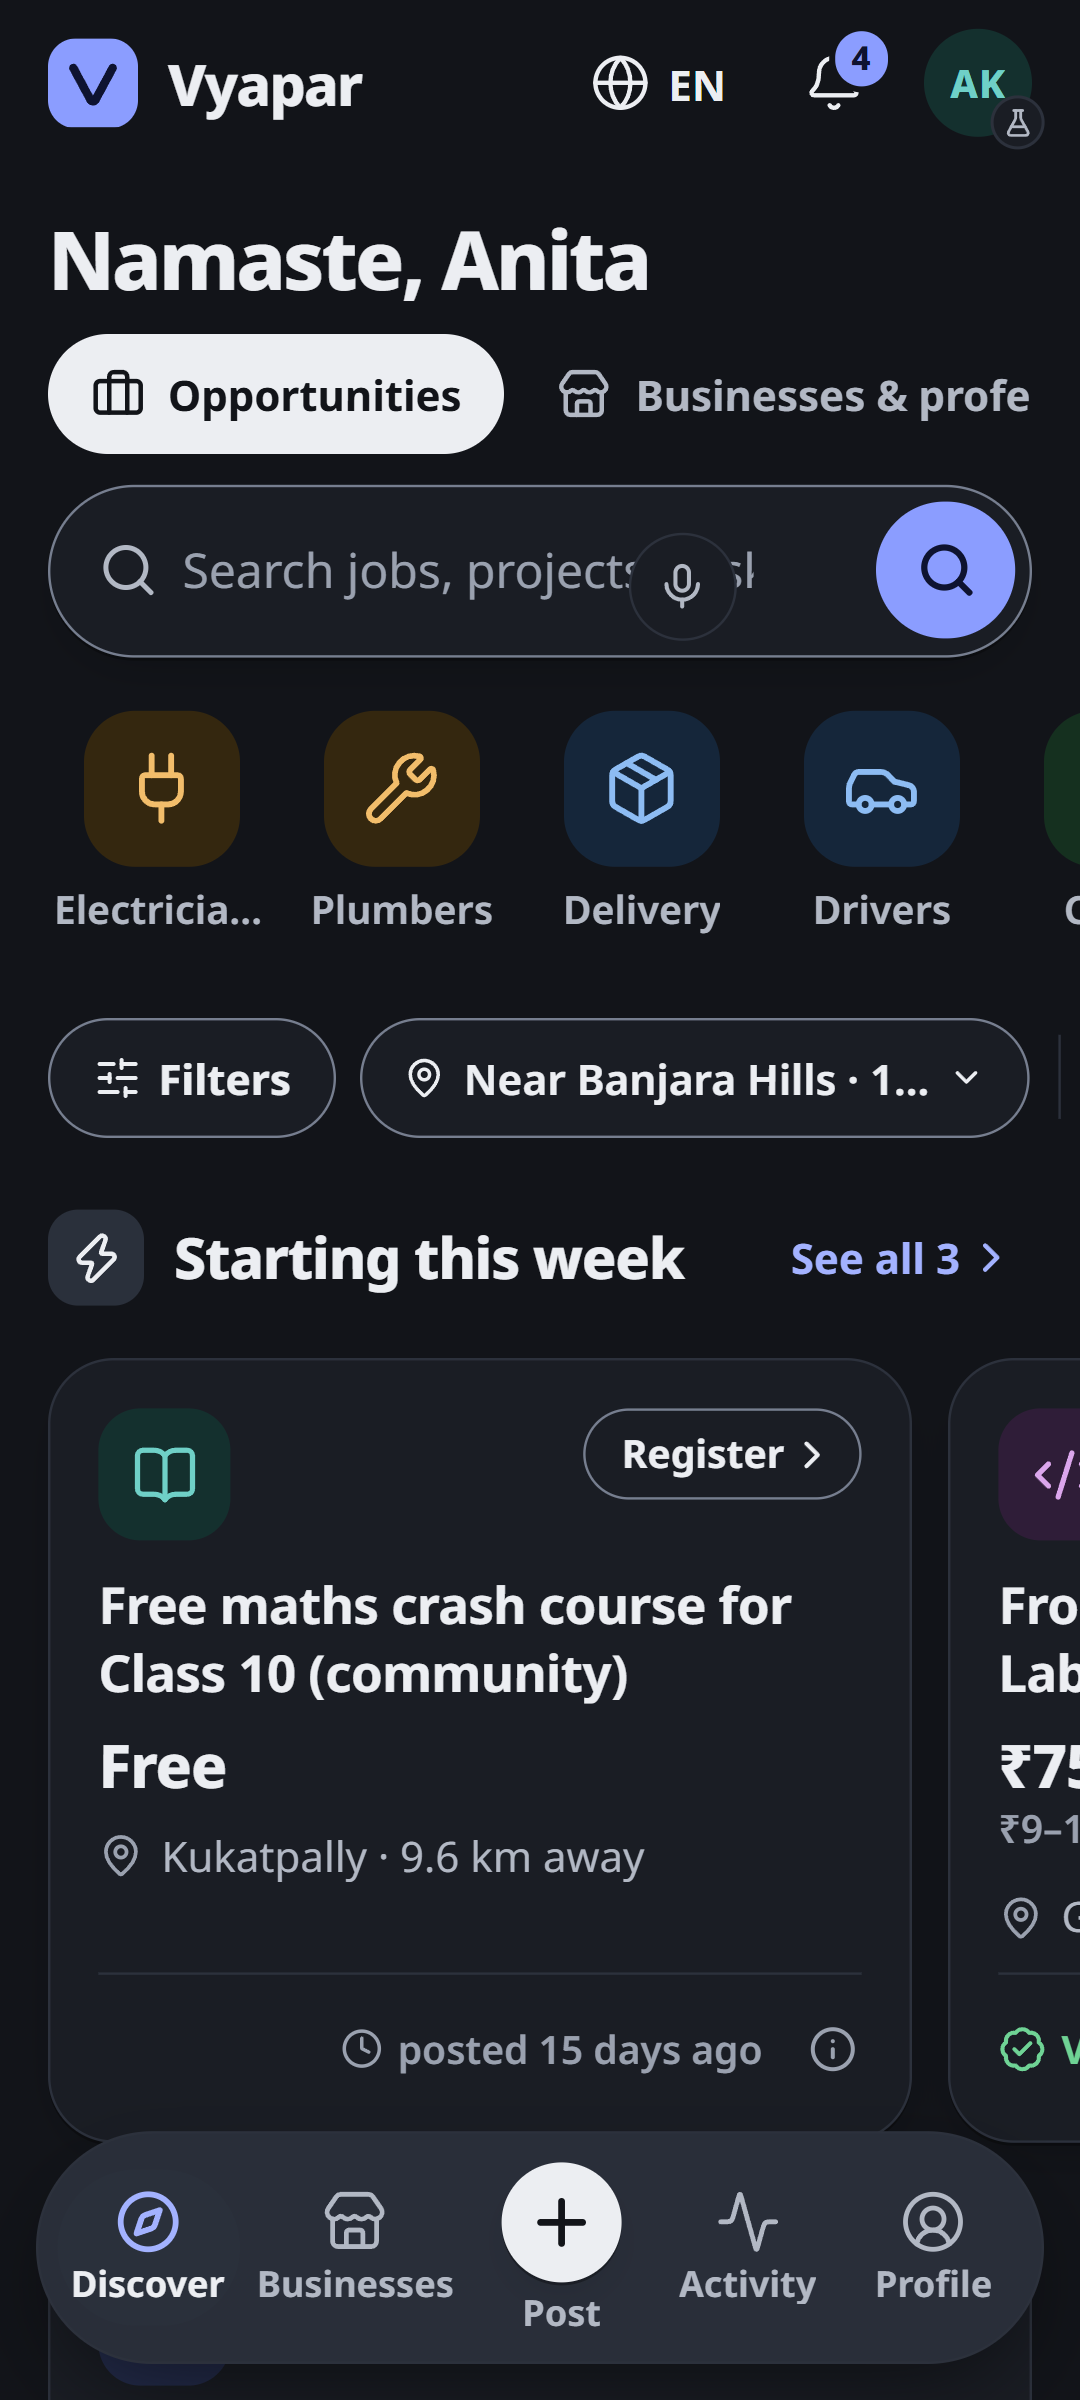 Vyapar
EN
4
AK
Namaste, Anita
Opportunities
Businesses & profe
Search jobs, projects
Electricia...
Plumbers
Delivery
Drivers
Filters
Near Banjara Hills · 1...
Starting this week
See all 3
Register
Free maths crash course for
Class 10 (community)
Free
Kukatpally · 9.6 km away
posted 15 days ago
Fro
Lab
₹75
₹9–1
Discover
Businesses
Post
Activity
Profile